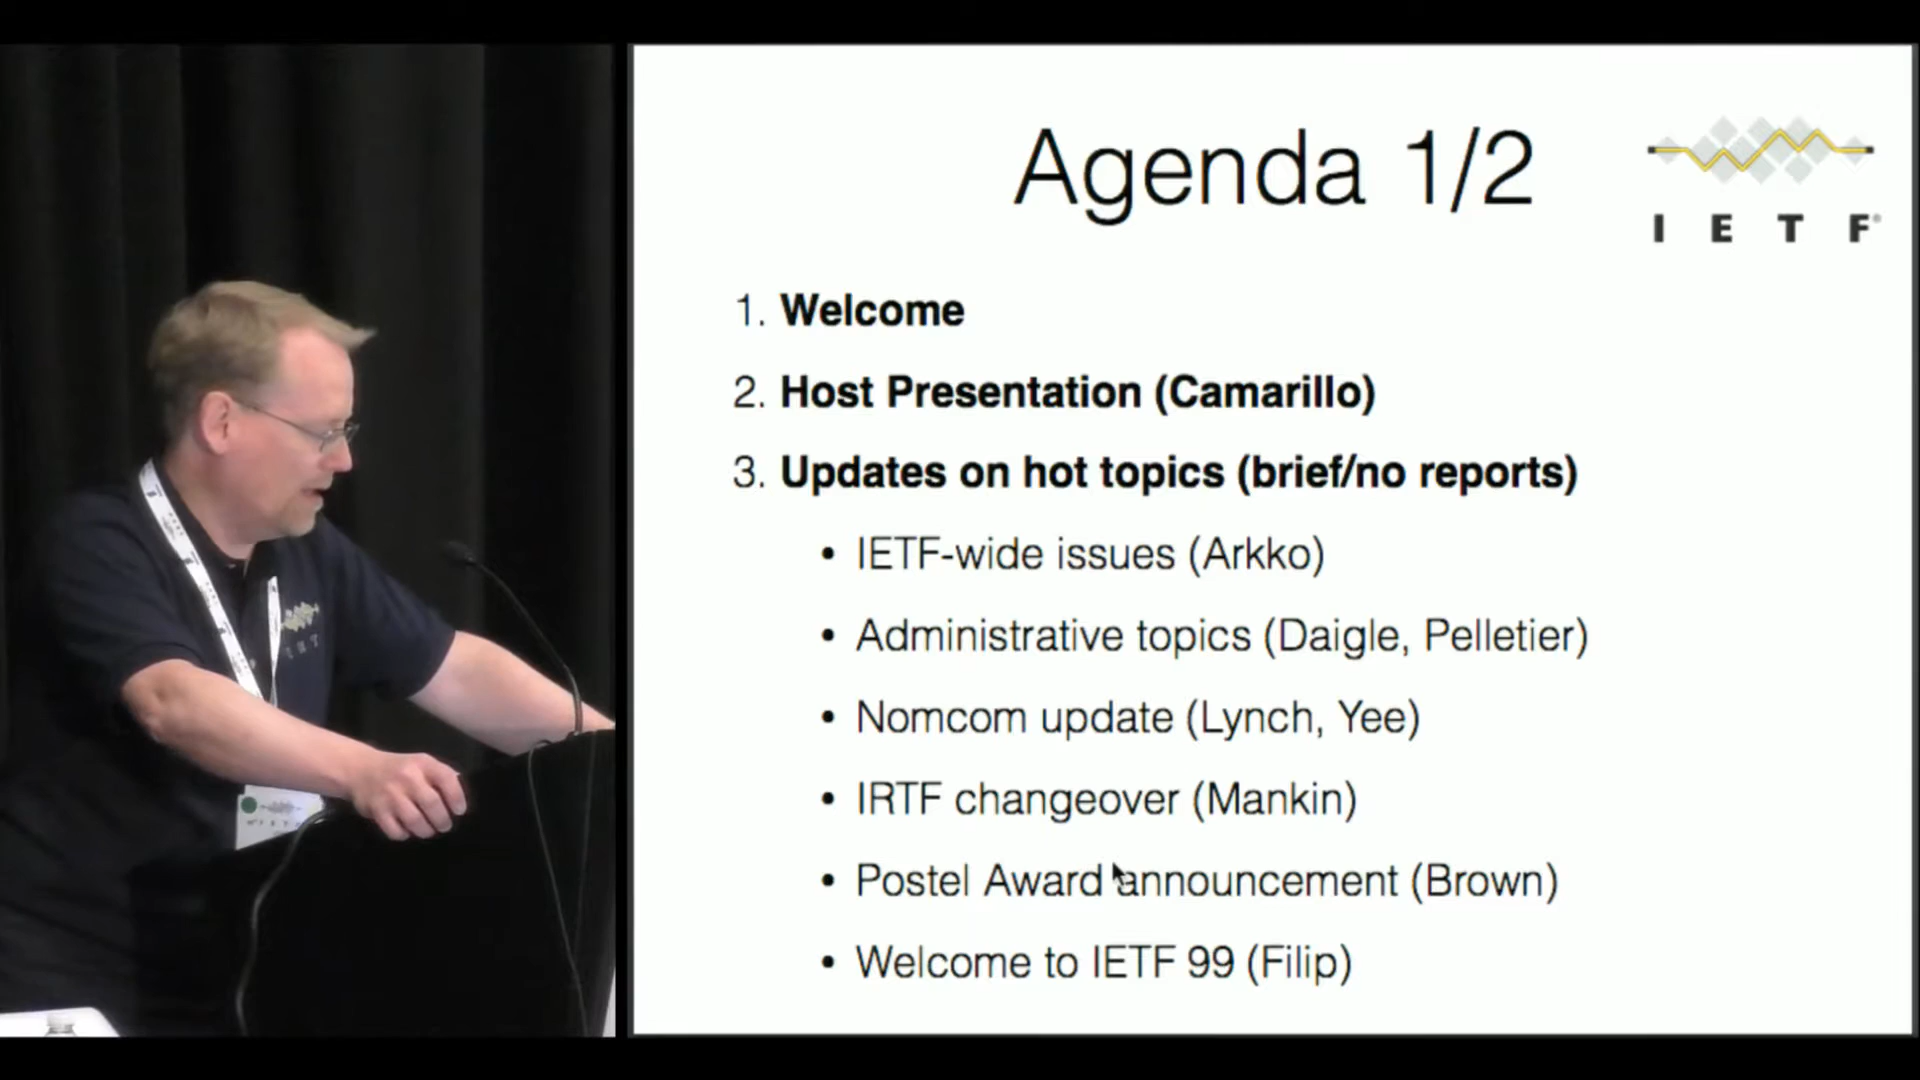 Agenda 1/2
I E T F®
1. Welcome
2. Host Presentation (Camarillo)
3. Updates on hot topics (brief/no reports)
• IETF-wide issues (Arkko)
• Administrative topics (Daigle, Pelletier)
• Nomcom update (Lynch, Yee)
• IRTF changeover (Mankin)
• Postel Award announcement (Brown)
• Welcome to IETF 99 (Filip)